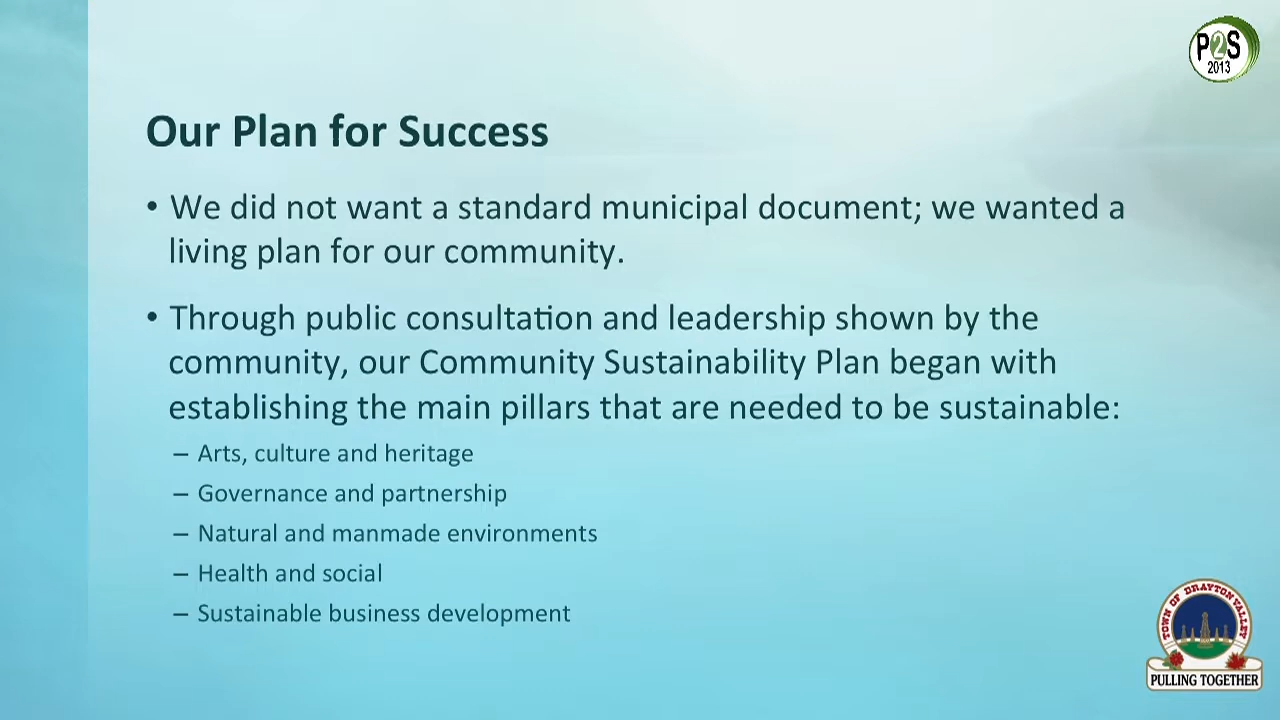 P2S
2013
Our Plan for Success
• We did not want a standard municipal document; we wanted a
living plan for our community.
• Through public consultation and leadership shown by the
community, our Community Sustainability Plan began with
establishing the main pillars that are needed to be sustainable:
– Arts, culture and heritage
– Governance and partnership
– Natural and manmade environments
– Health and social
– Sustainable business development
TOWN OF DRAYTON VALLEY
PULLING TOGETHER